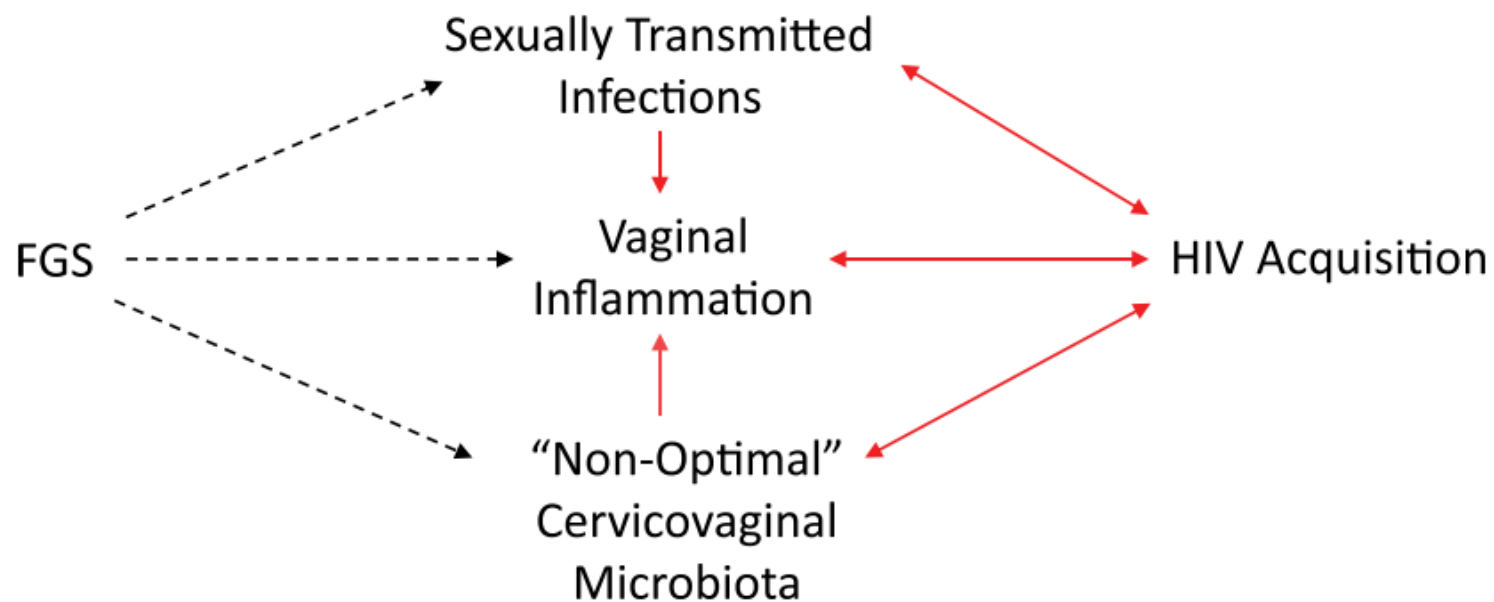 Sexually Transmitted
Infections
FGS
Vaginal
Inflammation
HIV Acquisition
“Non-Optimal”
Cervicovaginal
Microbiota